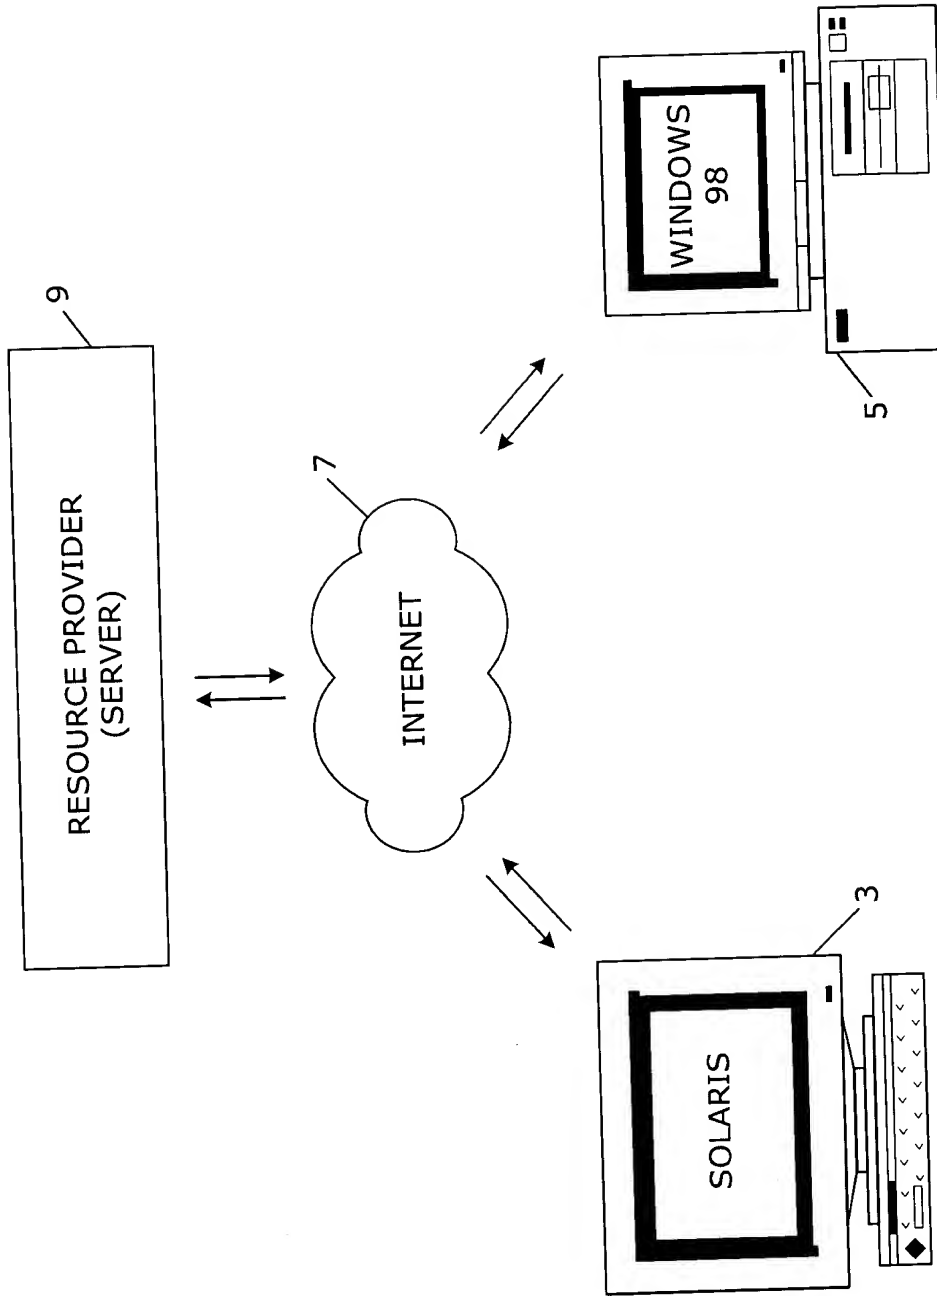 RESOURCE PROVIDER
(SERVER)
9
7
INTERNET
SOLARIS
3
WINDOWS
98
5